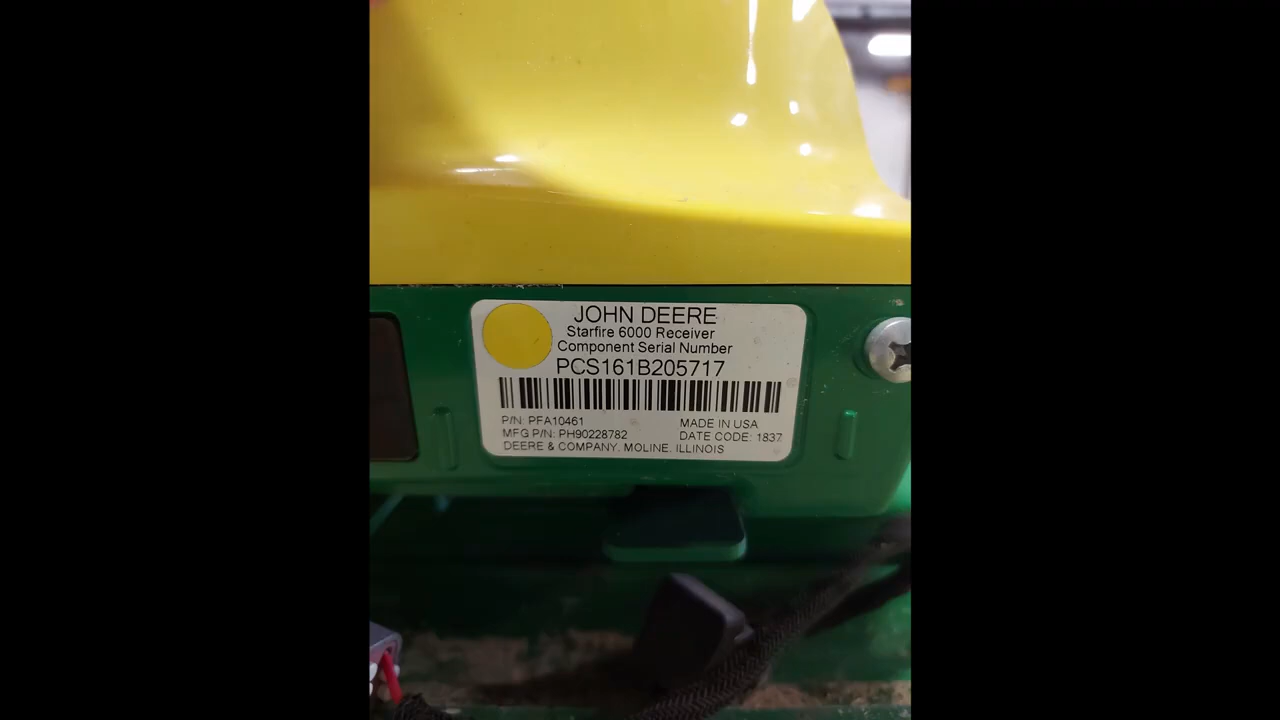 JOHN DEERE
Starfire 6000 Receiver
Component Serial Number
PCS161B205717
P/N: PFA10461
MADE IN USA
MFG P/N: PH90228782
DATE CODE: 1837
DEERE & COMPANY, MOLINE, ILLINOIS